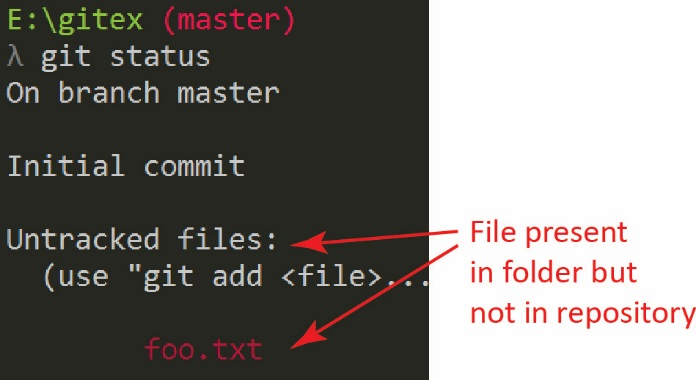 E:\gitex (master)
λ git status
On branch master
Initial commit
Untracked files:
(use "git add <file>...
foo.txt
File present
in folder but
not in repository